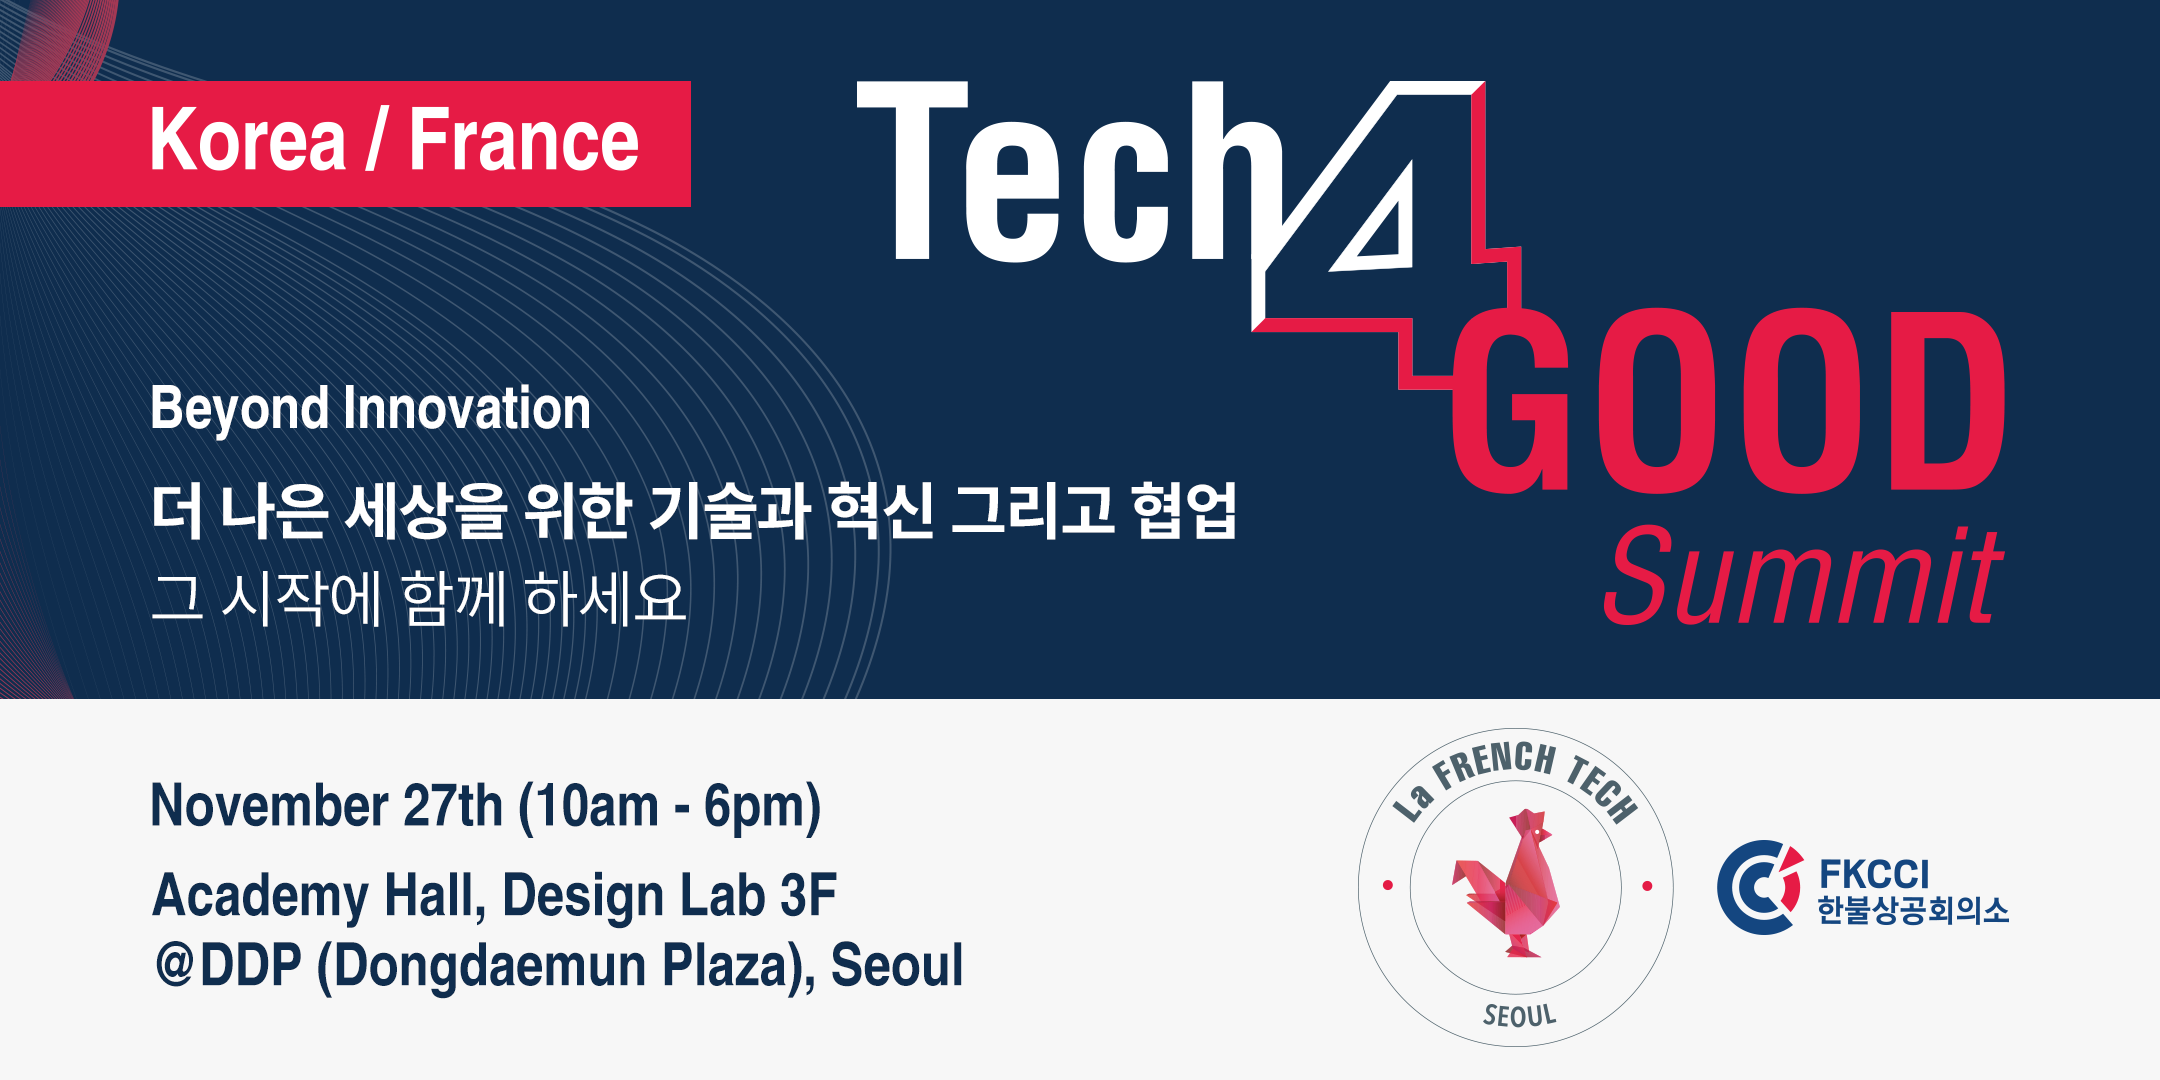 Korea / France
Tech4
GOOD
Summit
Beyond Innovation
더 나은 세상을 위한 기술과 혁신 그리고 협업
그 시작에 함께 하세요
November 27th (10am - 6pm)
Academy Hall, Design Lab 3F
@DDP (Dongdaemun Plaza), Seoul
La FRENCH TECH
SEOUL
FKCCI
한불상공회의소